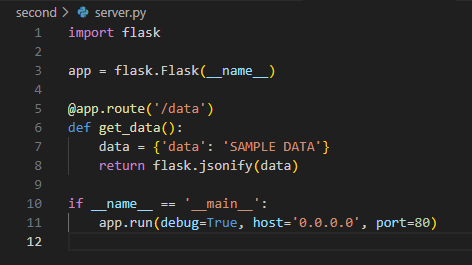 second > server.py
1 import flask
2
3 app = flask.Flask(__name__)
4
5 @app.route('/data')
6 def get_data():
7     data = {'data': 'SAMPLE DATA'}
8     return flask.jsonify(data)
9
10 if __name__ == '__main__':
11     app.run(debug=True, host='0.0.0.0', port=80)
12